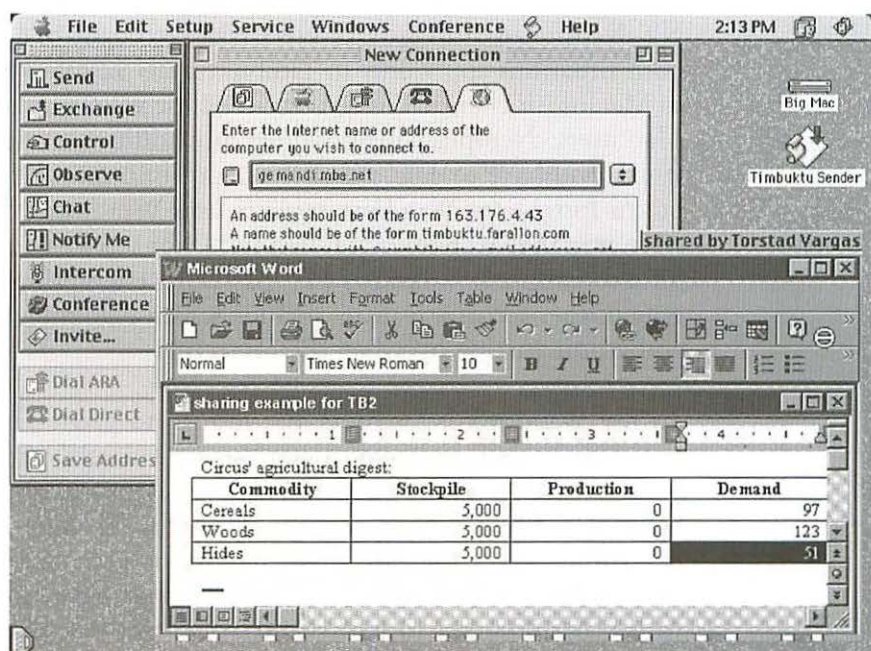 File Edit Setup Service Windows Conference Help 2:13 PM
Send
Exchange
Control
Observe
Chat
Notify Me
Intercom
Conference
Invite...
Dial ARA
Dial Direct
Save Addres
New Connection
Enter the Internet name or address of the
computer you wish to connect to.
gemandi.mba.net
An address should be of the form 163.176.4.43
A name should be of the form timbuktu.farallon.com
Big Mac
Timbuktu Sender
shared by Torstad Vargas
Microsoft Word
File Edit View Insert Format Tools Table Window Help
Normal Times New Roman 10 B I U
sharing example for TB2
1 2 3 4
Circus' agricultural digest:
Commodity Stockpile Production Demand
Cereals 5,000 0 97
Woods 5,000 0 123
Hides 5,000 0 51